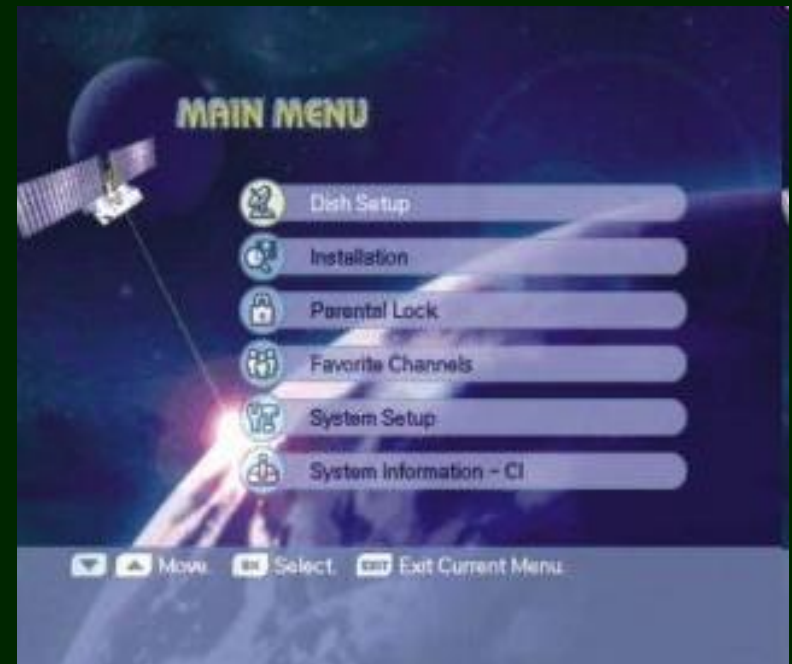 MAIN MENU
Dish Setup
Installation
Parental Lock
Favorite Channels
System Setup
System Information - CI
Move. OK Select. EXIT Exit Current Menu.